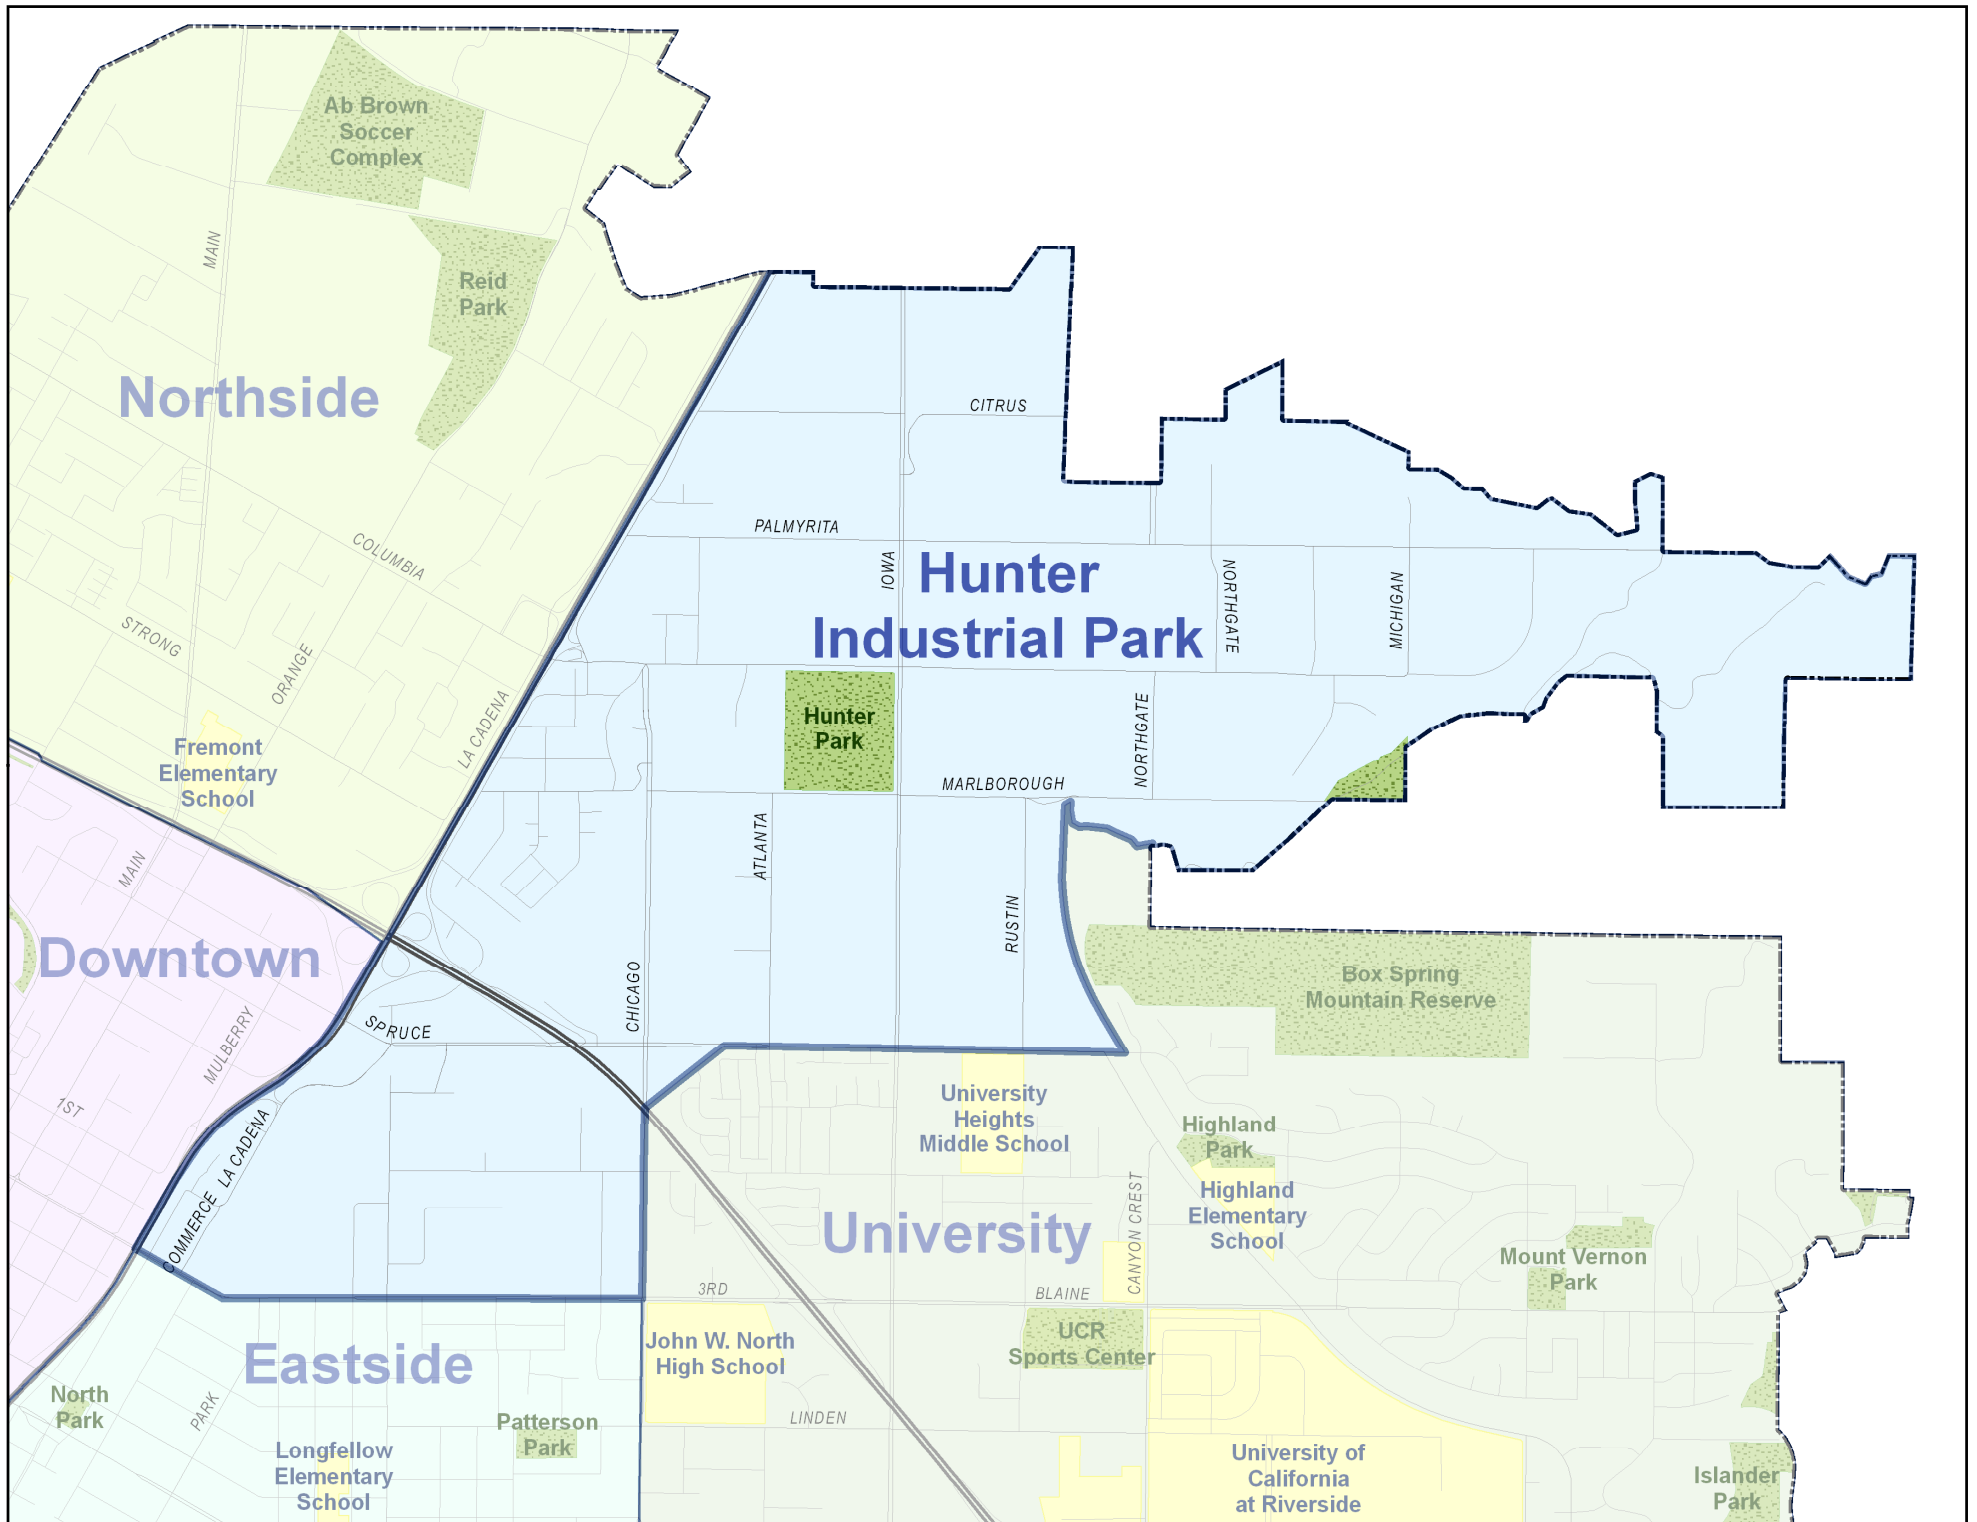 Ab Brown
Soccer
Complex
MAIN
Reid
Park
Northside
CITRUS
PALMYRITA
COLUMBIA
IOWA
Hunter
Industrial Park
NORTHGATE
MICHIGAN
STRONG
ORANGE
LA CADENA
Hunter
Park
NORTHGATE
Fremont
Elementary
School
MARLBOROUGH
ATLANTA
MAIN
RUSTIN
Downtown
CHICAGO
Box Spring
Mountain Reserve
SPRUCE
MULBERRY
1ST
University
Heights
Middle School
Highland
Park
LA CADENA
COMMERCE
CANYON CREST
Highland
Elementary
School
University
Mount Vernon
Park
3RD
BLAINE
John W. North
High School
UCR
Sports Center
Eastside
North
Park
PARK
LINDEN
Patterson
Park
Longfellow
Elementary
School
University of
California
at Riverside
Islander
Park